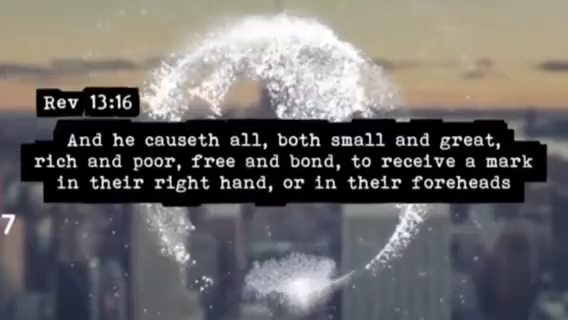 Rev 13:16
And he causeth all, both small and great,
rich and poor, free and bond, to receive a mark
in their right hand, or in their foreheads
7